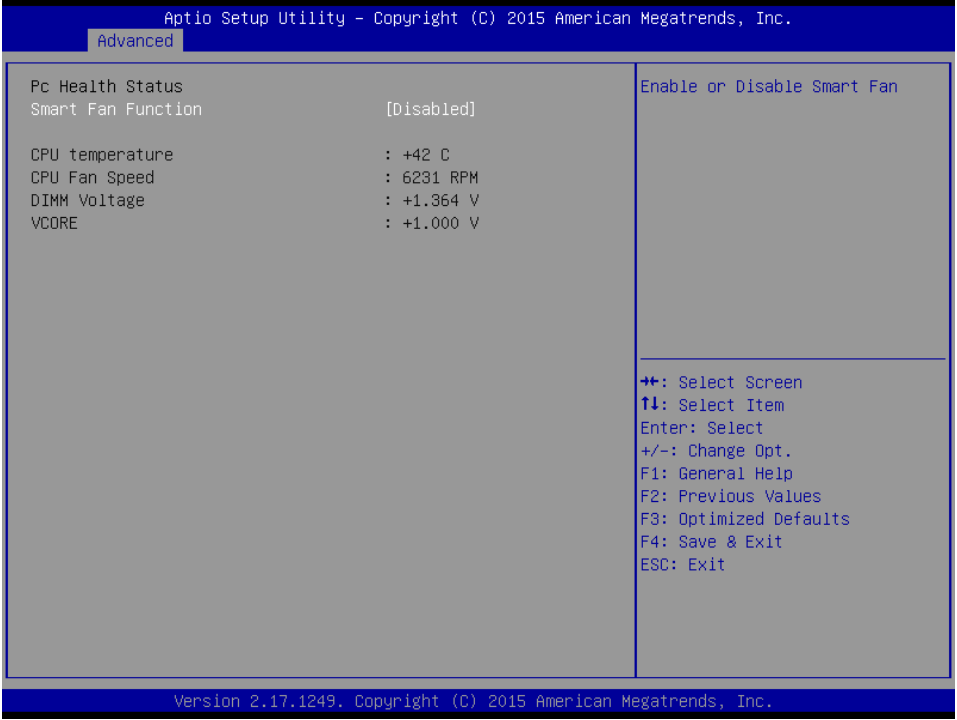 Aptio Setup Utility – Copyright (C) 2015 American Megatrends, Inc.
Advanced
Pc Health Status
Smart Fan Function [Disabled]
CPU temperature : +42 C
CPU Fan Speed : 6231 RPM
DIMM Voltage : +1.364 V
VCORE : +1.000 V
Enable or Disable Smart Fan
→←: Select Screen
↑↓: Select Item
Enter: Select
+/-: Change Opt.
F1: General Help
F2: Previous Values
F3: Optimized Defaults
F4: Save & Exit
ESC: Exit
Version 2.17.1249. Copyright (C) 2015 American Megatrends, Inc.